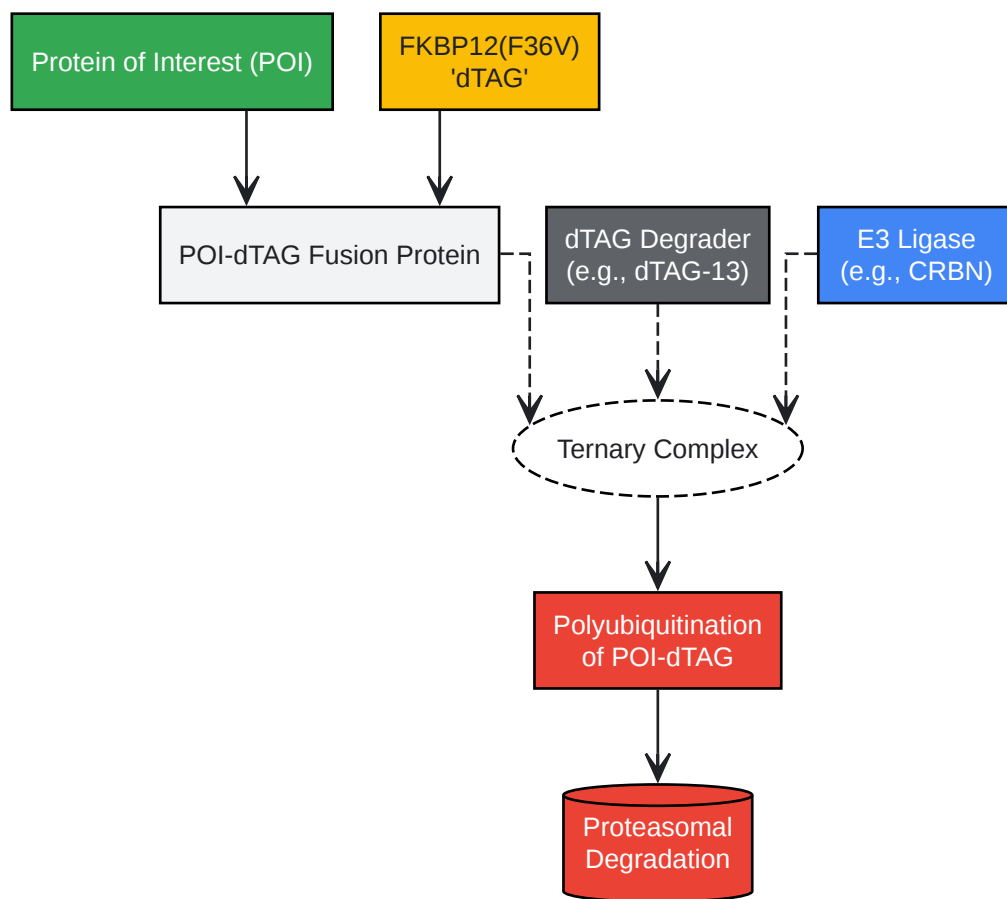 Protein of Interest (POI)
FKBP12(F36V)
'dTAG'
POI-dTAG Fusion Protein
dTAG Degrader
(e.g., dTAG-13)
E3 Ligase
(e.g., CRBN)
Ternary Complex
Polyubiquitination
of POI-dTAG
Proteasomal
Degradation